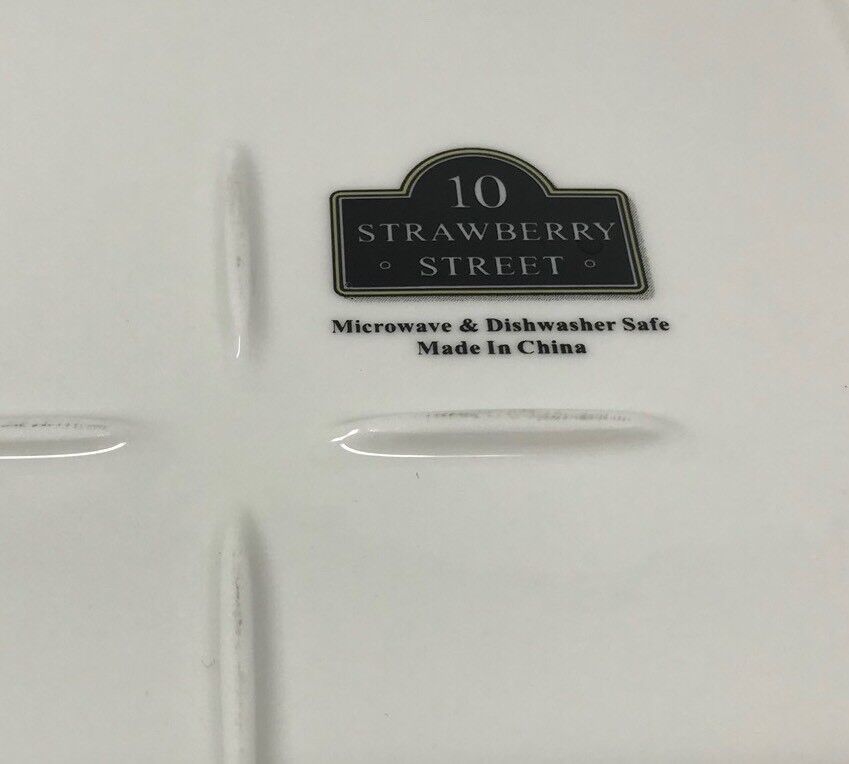 10
STRAWBERRY
STREET
Microwave & Dishwasher Safe
Made In China